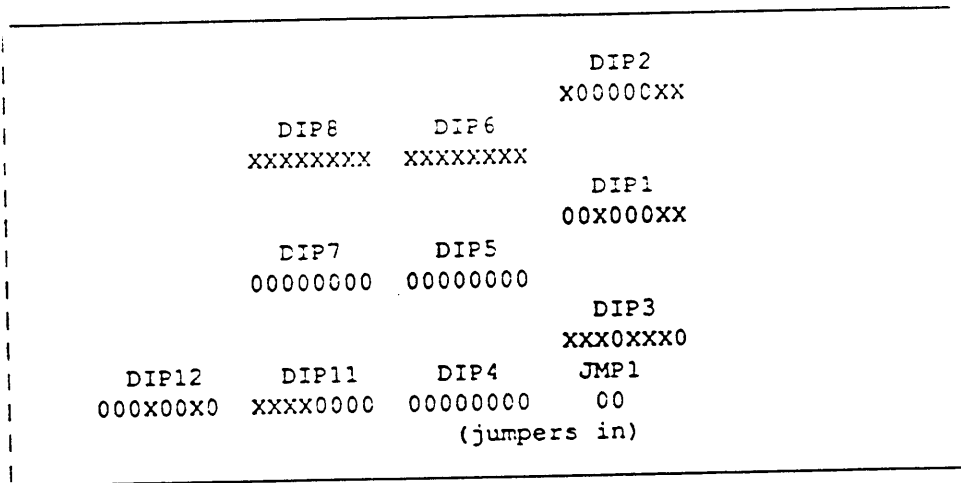 DIP2
X00000XX
DIP8 DIP6
XXXXXXXX XXXXXXXX
DIP1
00X000XX
DIP7 DIP5
00000000 00000000
DIP3
XXX0XXX0
DIP12 DIP11 DIP4 JMP1
000X00X0 XXXX0000 00000000 00
(jumpers in)